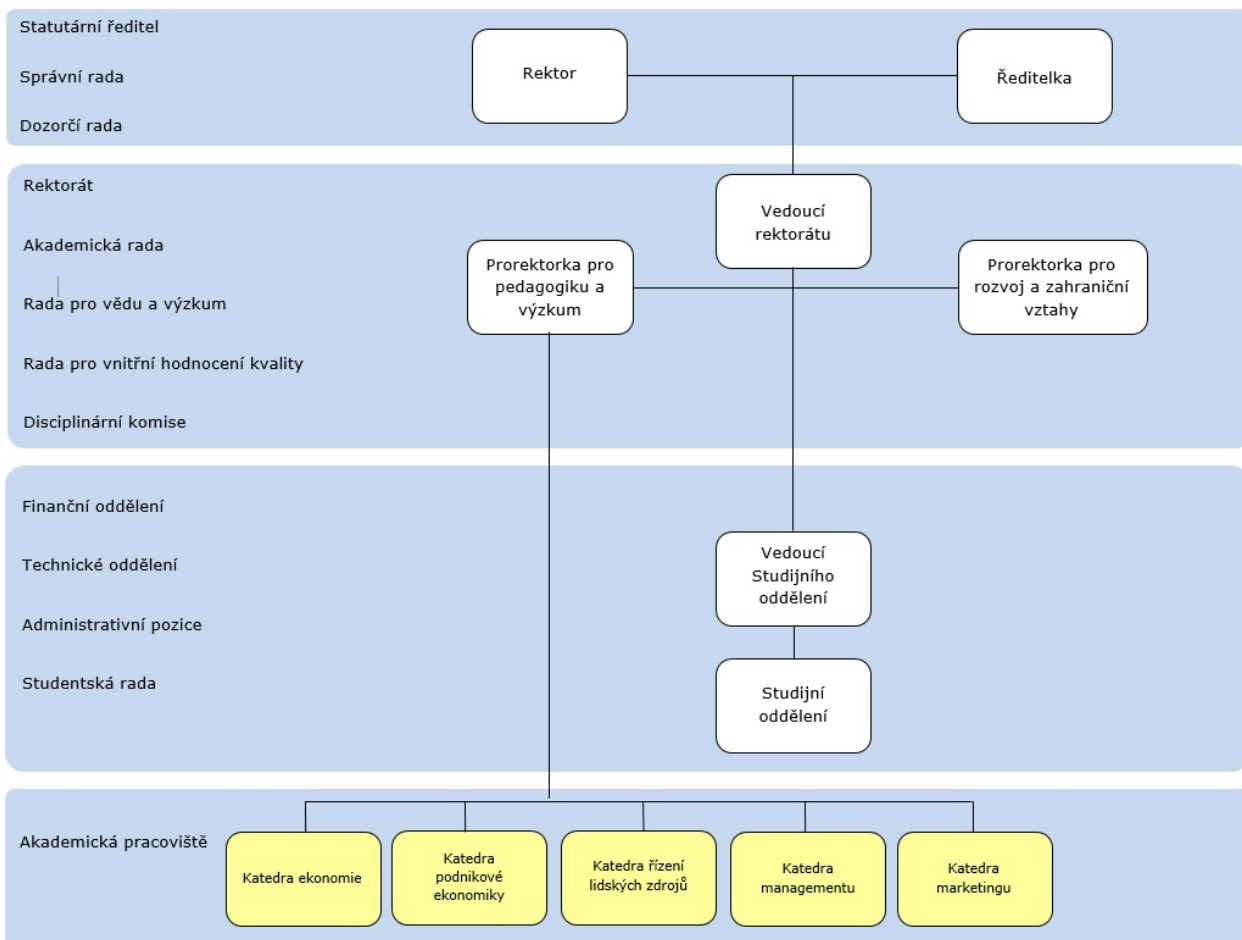 Statutární ředitel
Správní rada
Dozorčí rada
Rektor
Ředitelka
Rektorát
Akademická rada
Rada pro vědu a výzkum
Rada pro vnitřní hodnocení kvality
Disciplinární komise
Vedoucí
rektorátu
Prorektorka pro
pedagogiku a
výzkum
Prorektorka pro
rozvoj a zahraniční
vztahy
Finanční oddělení
Technické oddělení
Administrativní pozice
Studentská rada
Vedoucí
Studijního
oddělení
Studijní
oddělení
Akademická pracoviště
Katedra ekonomie
Katedra
podnikové
ekonomiky
Katedra řízení
lidských zdrojů
Katedra
managementu
Katedra
marketingu